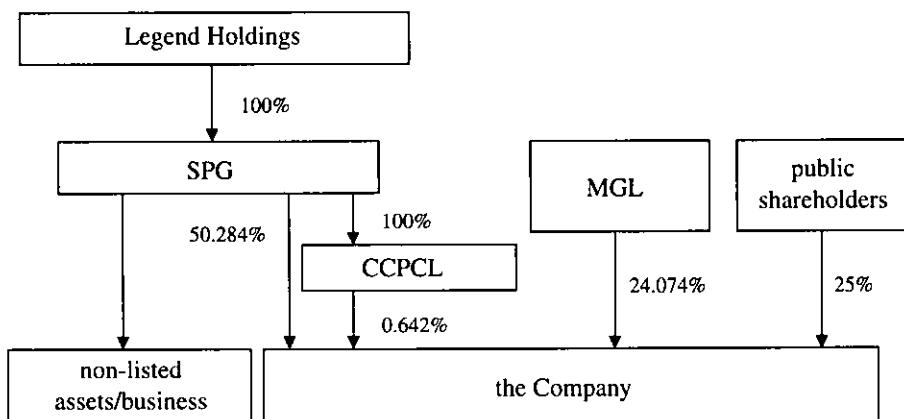 Legend Holdings
100%
SPG
MGL
public
shareholders
50.284%
100%
CCPCL
24.074%
25%
0.642%
non-listed
assets/business
the Company